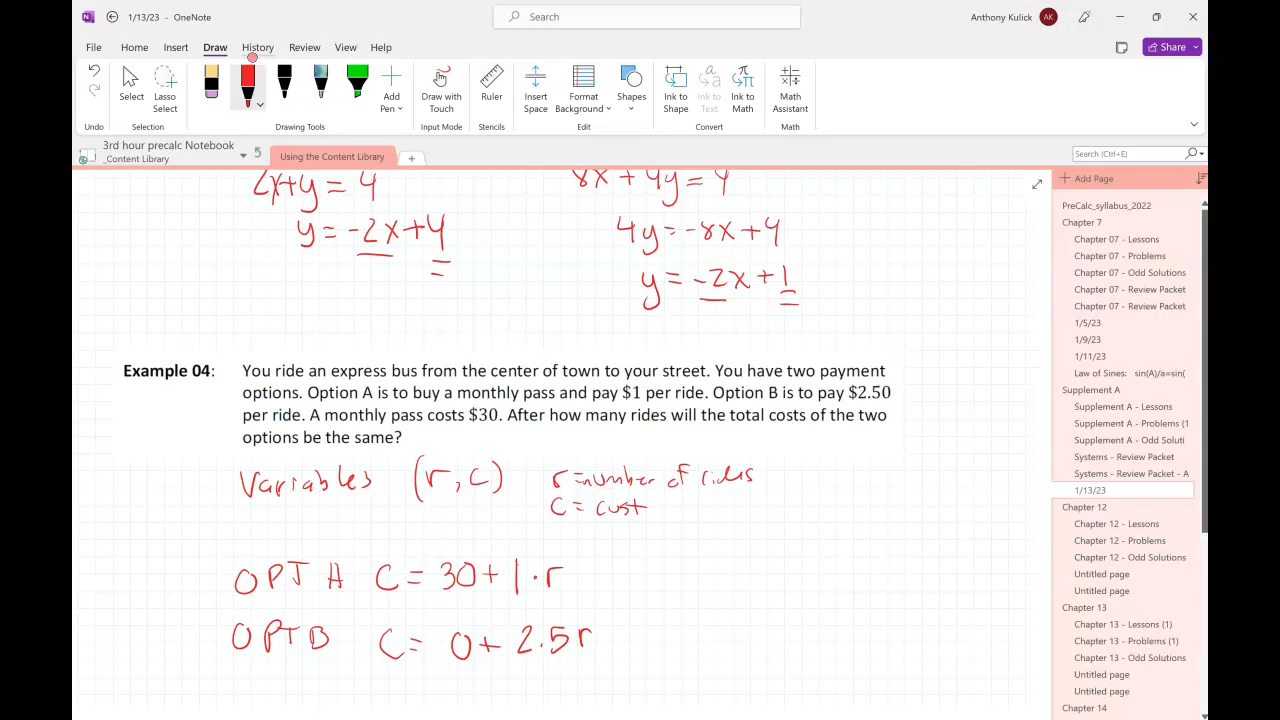 1/13/23 - OneNote
Search
Anthony Kulick
AK
File Home Insert Draw History Review View Help
Share
Undo
Select
Lasso Select
Add Pen
Draw with Touch
Ruler
Insert Space
Format Background
Shapes
Ink to Shape
Ink to Text
Ink to Math
Math Assistant
Undo
Selection
Drawing Tools
Input Mode
Stencils
Edit
Convert
Math
3rd hour precalc Notebook
_Content Library
Using the Content Library
Search (Ctrl+E)
2x+y = 4
y = -2x+4
8x + 4y = 4
4y = -8x + 4
y = -2x + 1
Example 04: You ride an express bus from the center of town to your street. You have two payment
options. Option A is to buy a monthly pass and pay $1 per ride. Option B is to pay $2.50
per ride. A monthly pass costs $30. After how many rides will the total costs of the two
options be the same?
Variables (r, c) r = number of rides
C = cost
OPT A C = 30 + 1 · r
OPT B C = 0 + 2.5r
Add Page
PreCalc_syllabus_2022
Chapter 7
Chapter 07 - Lessons
Chapter 07 - Problems
Chapter 07 - Odd Solutions
Chapter 07 - Review Packet
Chapter 07 - Review Packet
1/5/23
1/9/23
1/11/23
Law of Sines: sin(A)/a=sin(
Supplement A
Supplement A - Lessons
Supplement A - Problems (1
Supplement A - Odd Soluti
Systems - Review Packet
Systems - Review Packet - A
1/13/23
Chapter 12
Chapter 12 - Lessons
Chapter 12 - Problems
Chapter 12 - Odd Solutions
Untitled page
Untitled page
Chapter 13
Chapter 13 - Lessons (1)
Chapter 13 - Problems (1)
Chapter 13 - Odd Solutions
Untitled page
Untitled page
Chapter 14